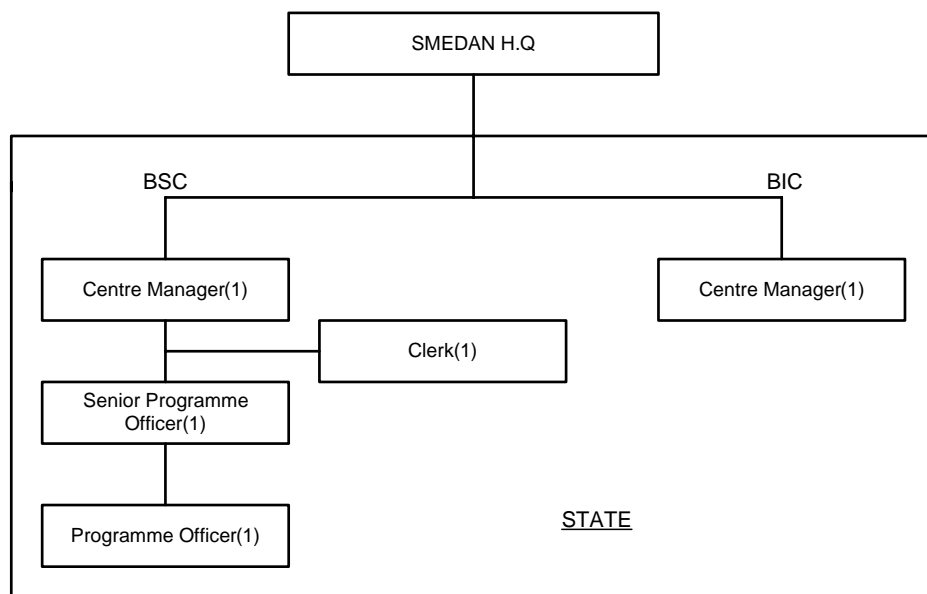 SMEDAN H.Q
BSC
BIC
Centre Manager(1)
Centre Manager(1)
Clerk(1)
Senior Programme
Officer(1)
Programme Officer(1)
STATE